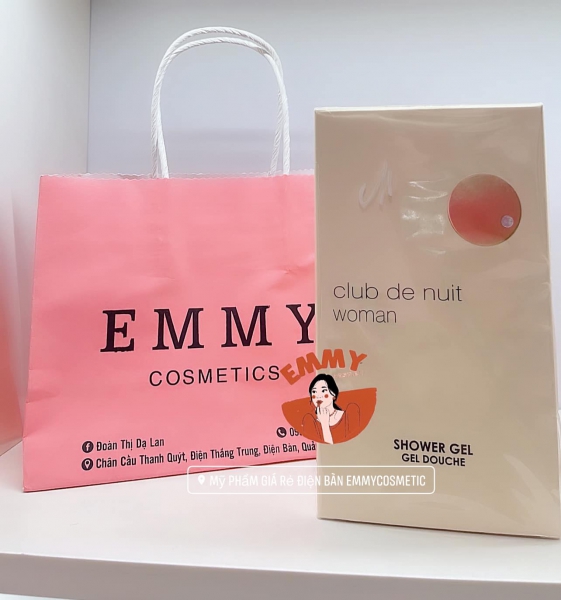 EMMY
COSMETICS
Đoàn Thị Dạ Lan
Chân Cầu Thanh Quýt, Điện Thắng Trung, Điện Bàn,
EMMY
MỸ PHẨM GIÁ RẺ ĐIỆN BÀN EMMYCOSMETIC
club de nuit
woman
SHOWER GEL
GEL DOUCHE